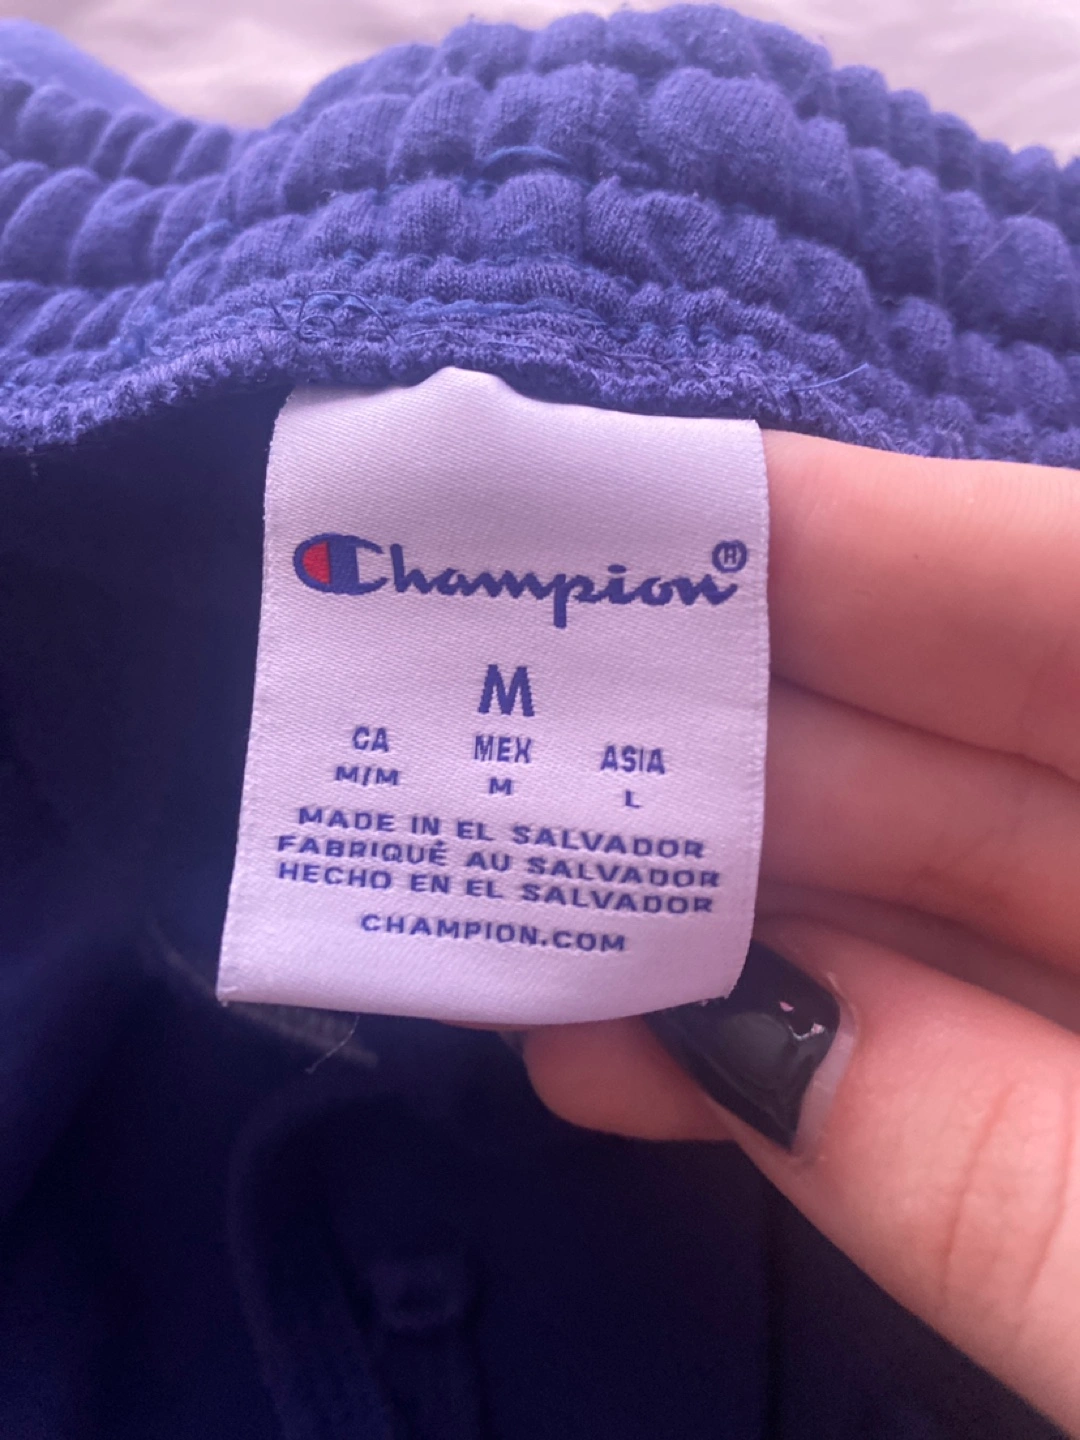 Champion®
M
CA MEX ASIA
M/M M L
MADE IN EL SALVADOR
FABRIQUÉ AU SALVADOR
HECHO EN EL SALVADOR
CHAMPION.COM